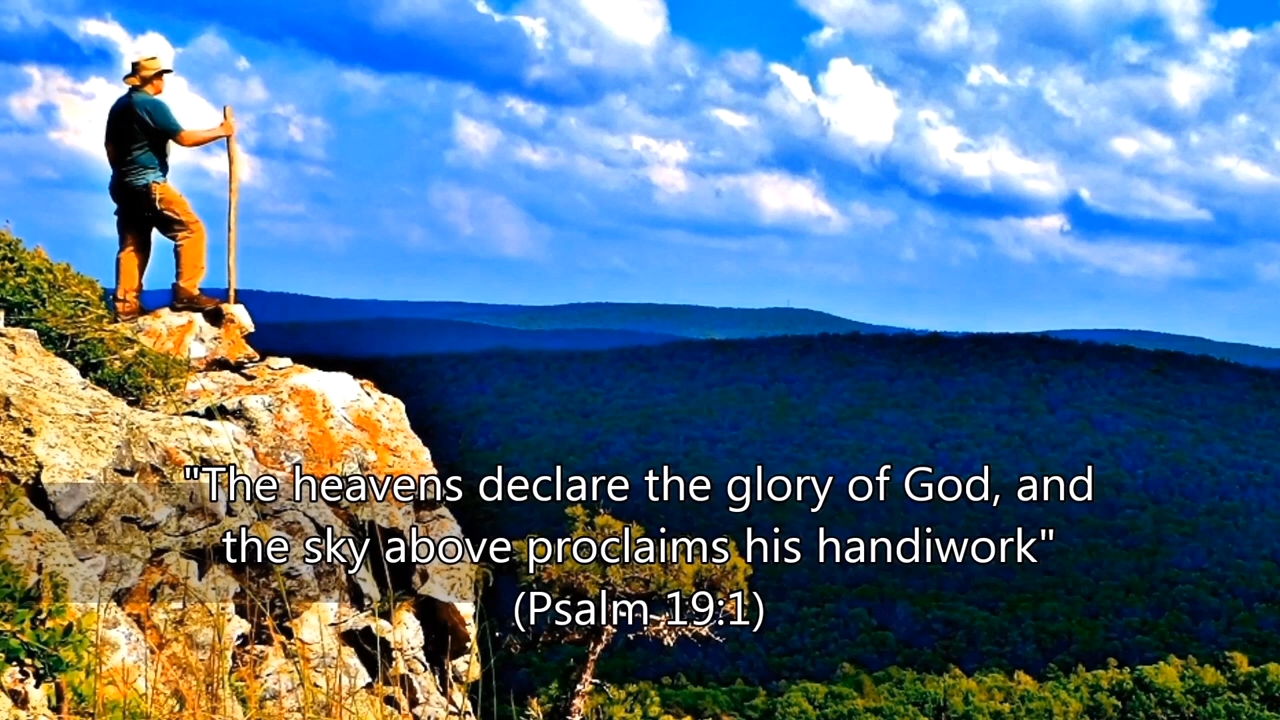 "The heavens declare the glory of God, and
the sky above proclaims his handiwork"
(Psalm 19:1)